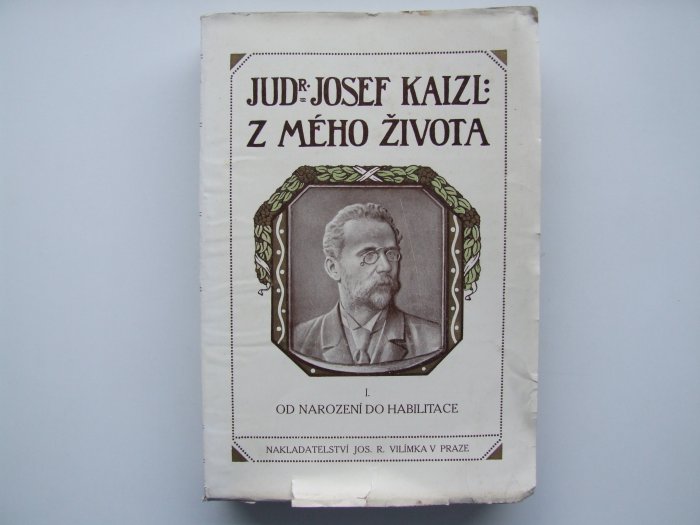 JUDR. JOSEF KAIZL:
Z MÉHO ŽIVOTA
I.
OD NAROZENÍ DO HABILITACE
NAKLADATELSTVÍ JOS. R. VILÍMKA V PRAZE